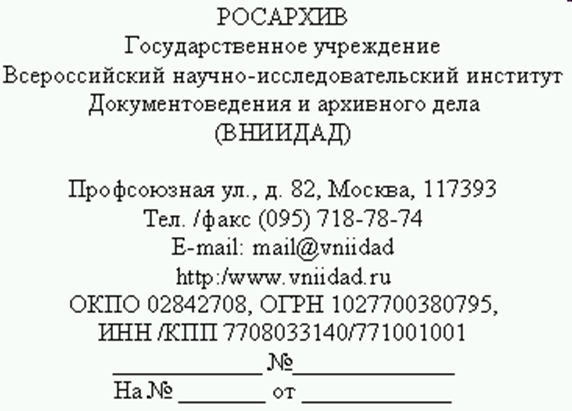 РОСАРХИВ
Государственное учреждение
Всероссийский научно-исследовательский институт
Документоведения и архивного дела
(ВНИИДАД)
Профсоюзная ул., д. 82, Москва, 117393
Тел. /факс (095) 718-78-74
E-mail: mail@vniidad
http:/www.vniidad.ru
ОКПО 02842708, ОГРН 1027700380795,
ИНН /КПП 7708033140/771001001
____________ №_____________
На № _______ от ____________